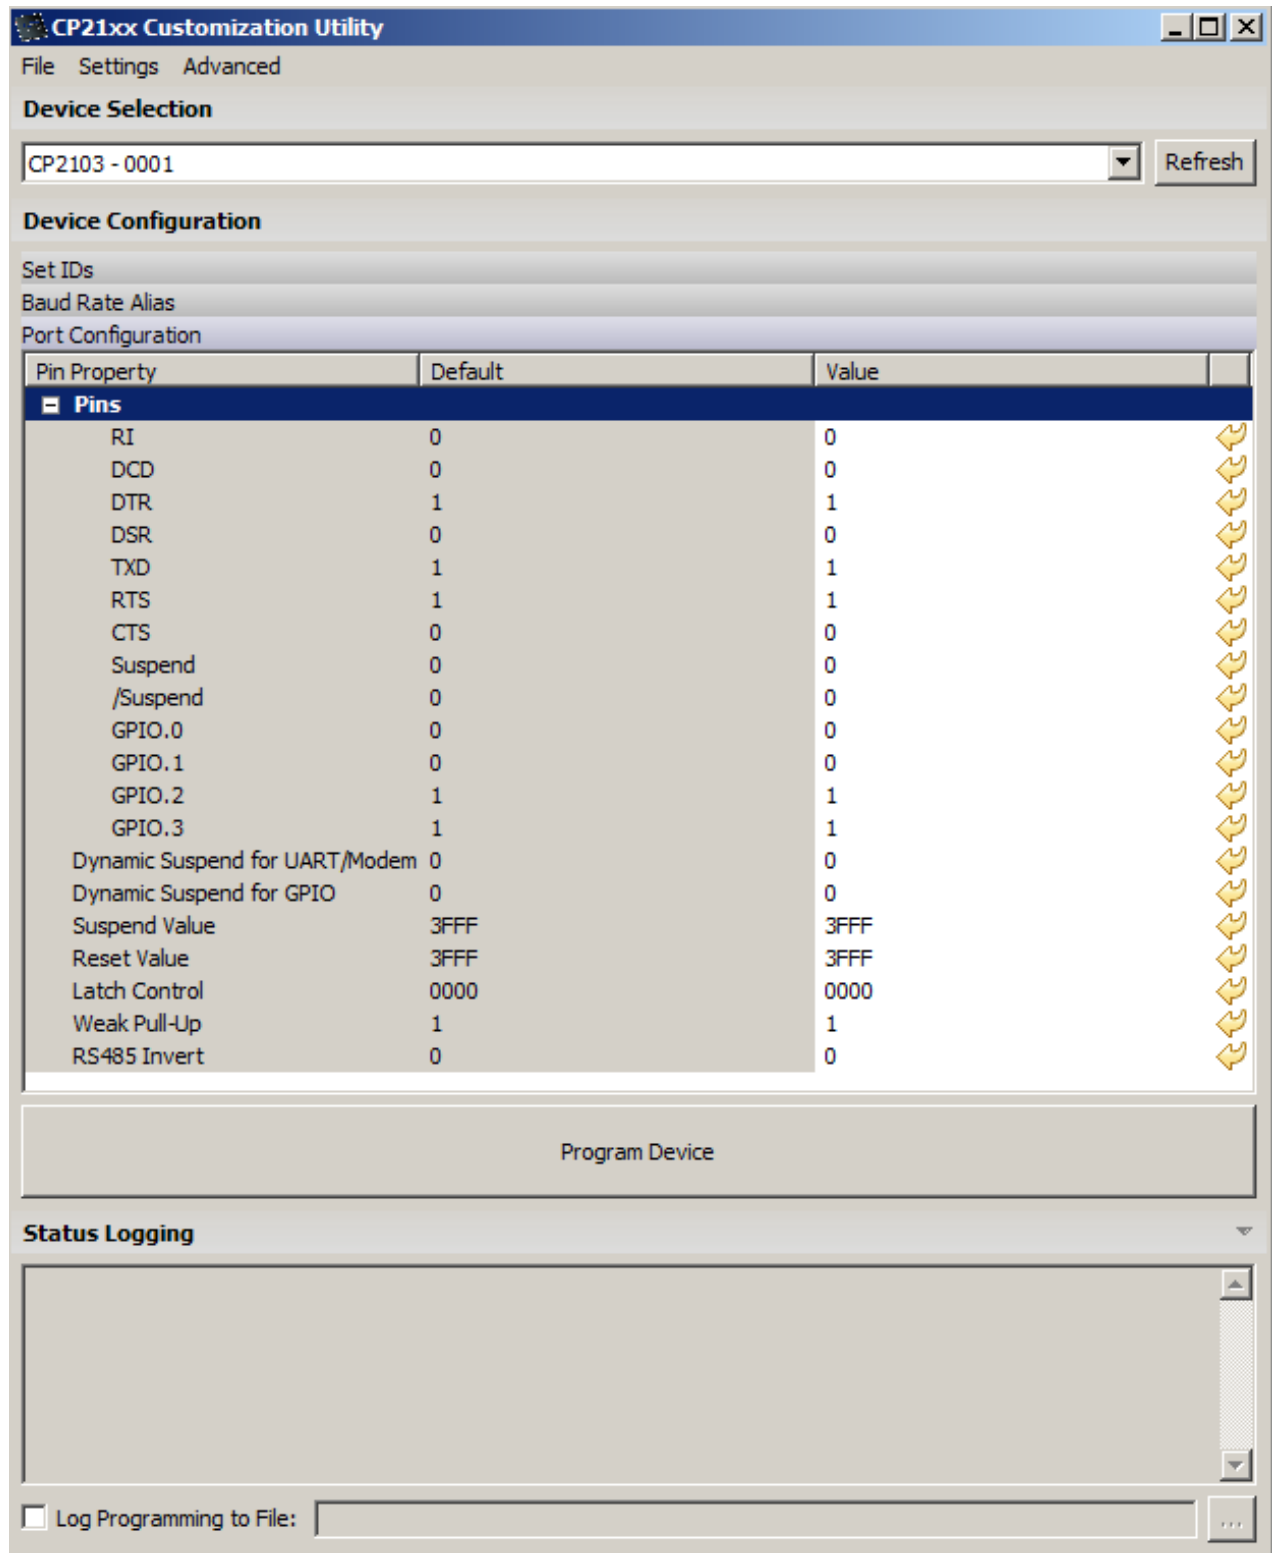 CP21xx Customization Utility
File Settings Advanced
Device Selection
CP2103 - 0001 Refresh
Device Configuration
Set IDs
Baud Rate Alias
Port Configuration
Pin Property Default Value
Pins
RI 0 0
DCD 0 0
DTR 1 1
DSR 0 0
TXD 1 1
RTS 1 1
CTS 0 0
Suspend 0 0
/Suspend 0 0
GPIO.0 0 0
GPIO.1 0 0
GPIO.2 1 1
GPIO.3 1 1
Dynamic Suspend for UART/Modem 0 0
Dynamic Suspend for GPIO 0 0
Suspend Value 3FFF 3FFF
Reset Value 3FFF 3FFF
Latch Control 0000 0000
Weak Pull-Up 1 1
RS485 Invert 0 0
Program Device
Status Logging
Log Programming to File: ...